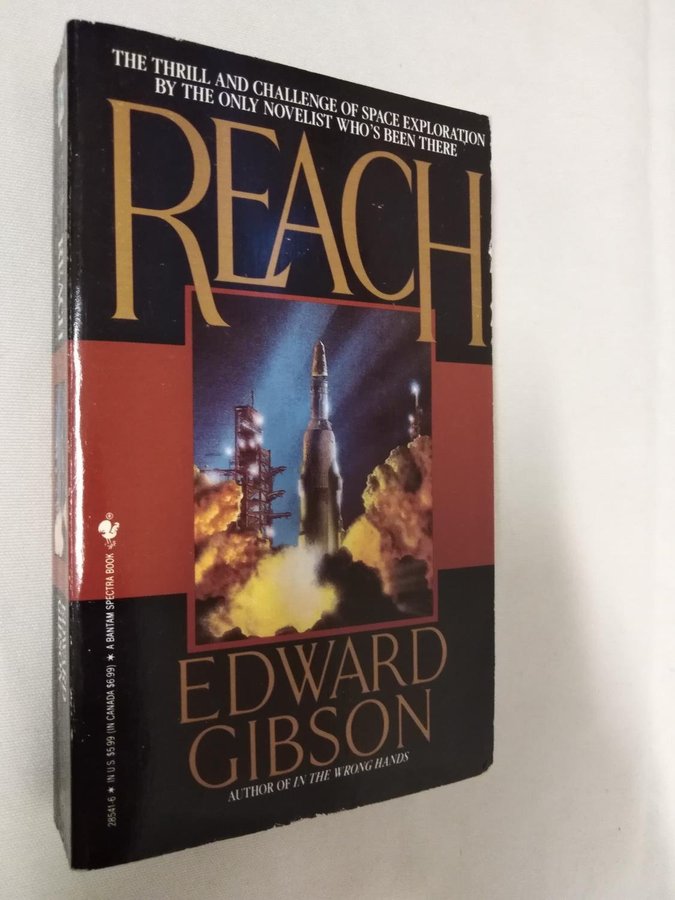 THE THRILL AND CHALLENGE OF SPACE EXPLORATION
BY THE ONLY NOVELIST WHO'S BEEN THERE
REACH
EDWARD
GIBSON
AUTHOR OF IN THE WRONG HANDS
28541-6 ★ IN U.S. $5.99 (IN CANADA $6.99) ★ A BANTAM SPECTRA BOOK